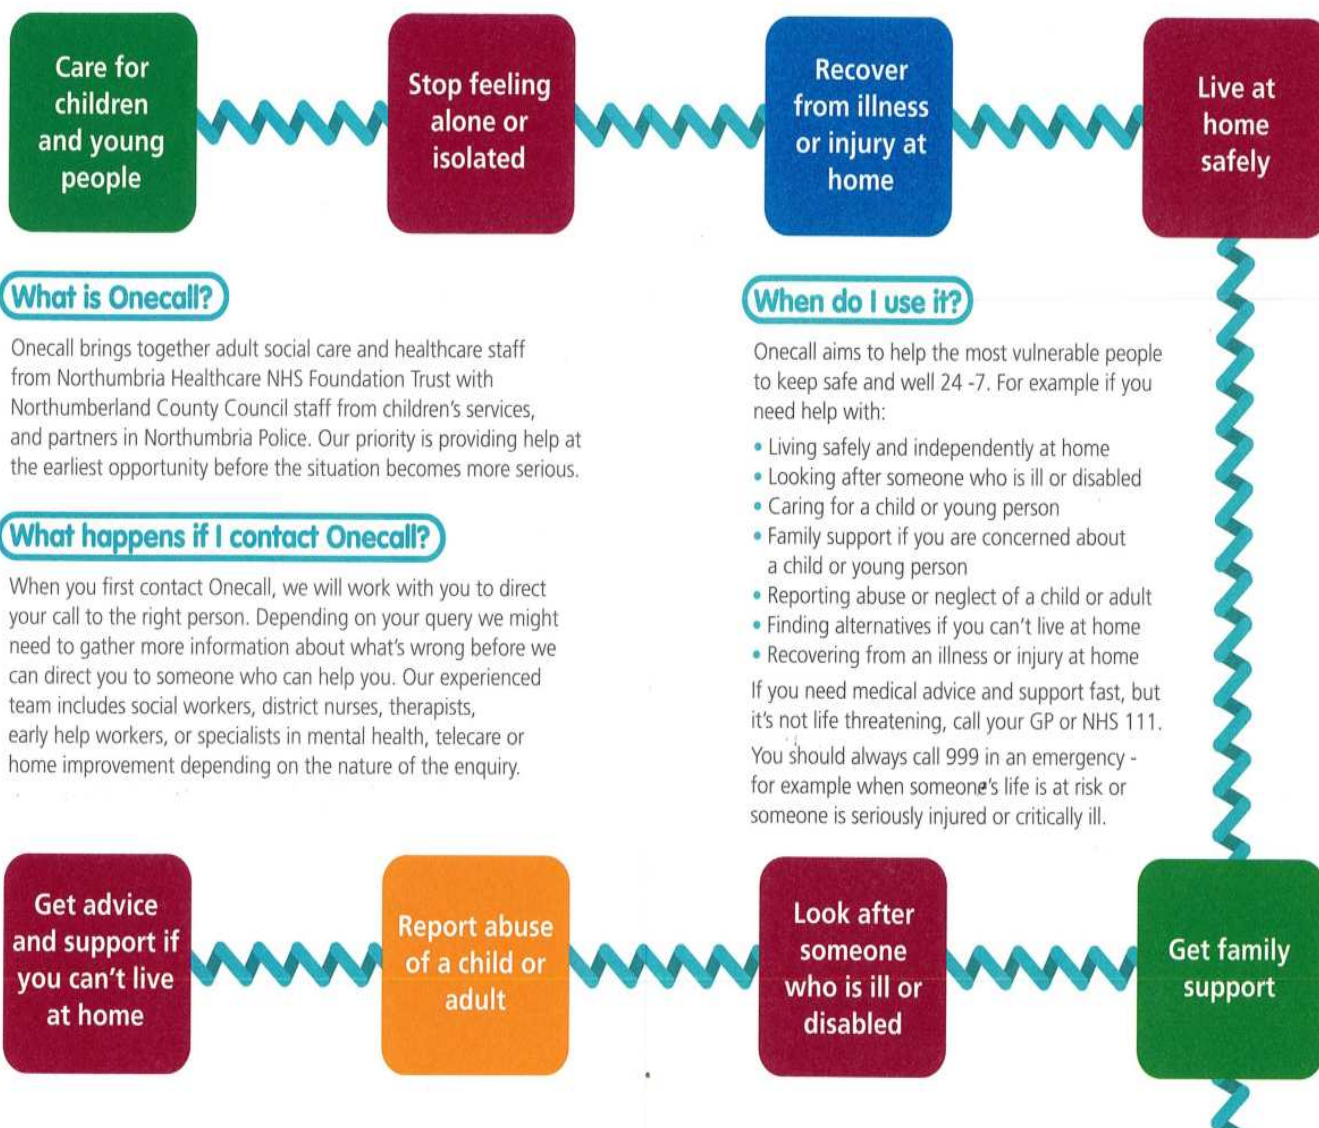 Care for
children
and young
people
Stop feeling
alone or
isolated
Recover
from illness
or injury at
home
Live at
home
safely
What is Onecall?
Onecall brings together adult social care and healthcare staff
from Northumbria Healthcare NHS Foundation Trust with
Northumberland County Council staff from children's services,
and partners in Northumbria Police. Our priority is providing help at
the earliest opportunity before the situation becomes more serious.
What happens if I contact Onecall?
When you first contact Onecall, we will work with you to direct
your call to the right person. Depending on your query we might
need to gather more information about what's wrong before we
can direct you to someone who can help you. Our experienced
team includes social workers, district nurses, therapists,
early help workers, or specialists in mental health, telecare or
home improvement depending on the nature of the enquiry.
When do I use it?
Onecall aims to help the most vulnerable people
to keep safe and well 24 -7. For example if you
need help with:
• Living safely and independently at home
• Looking after someone who is ill or disabled
• Caring for a child or young person
• Family support if you are concerned about
a child or young person
• Reporting abuse or neglect of a child or adult
• Finding alternatives if you can't live at home
• Recovering from an illness or injury at home
If you need medical advice and support fast, but
it's not life threatening, call your GP or NHS 111.
You should always call 999 in an emergency -
for example when someone's life is at risk or
someone is seriously injured or critically ill.
Get advice
and support if
you can't live
at home
Report abuse
of a child or
adult
Look after
someone
who is ill or
disabled
Get family
support